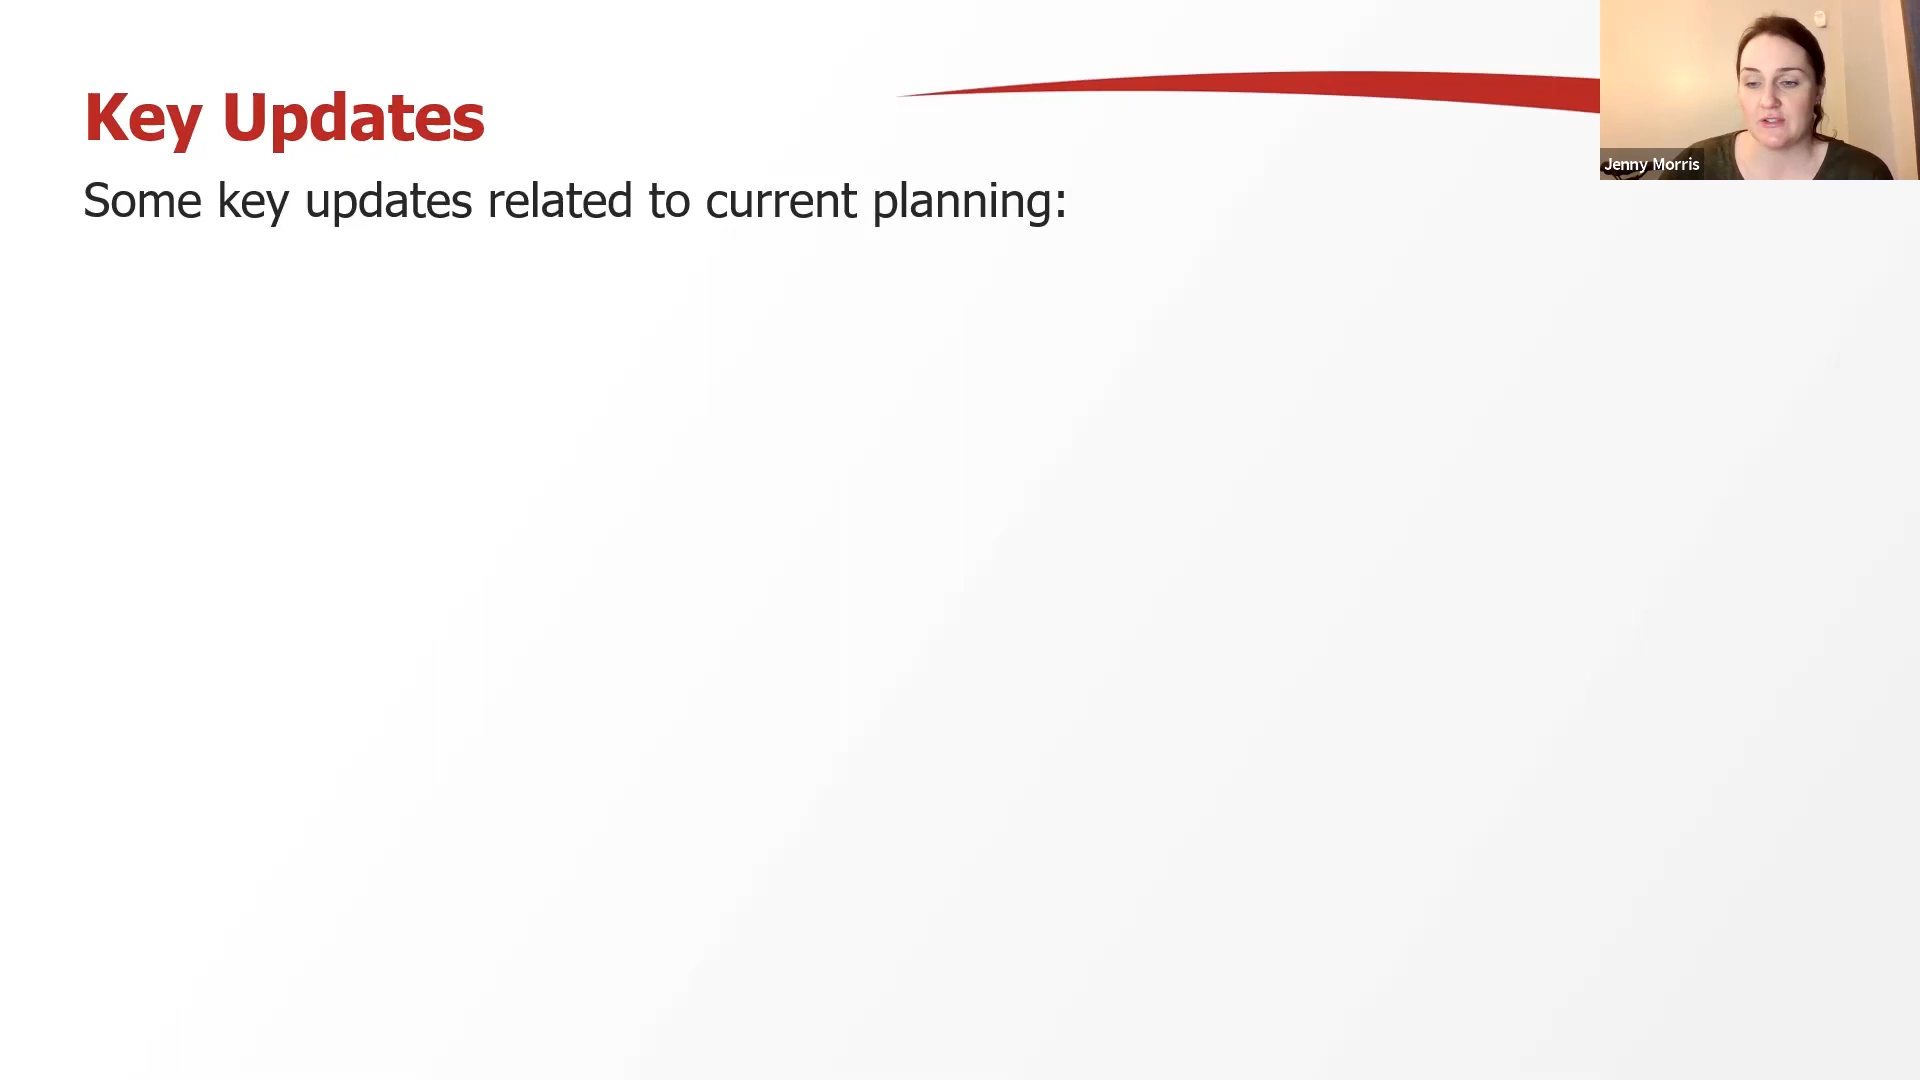 Key Updates
Some key updates related to current planning:
Jenny Morris